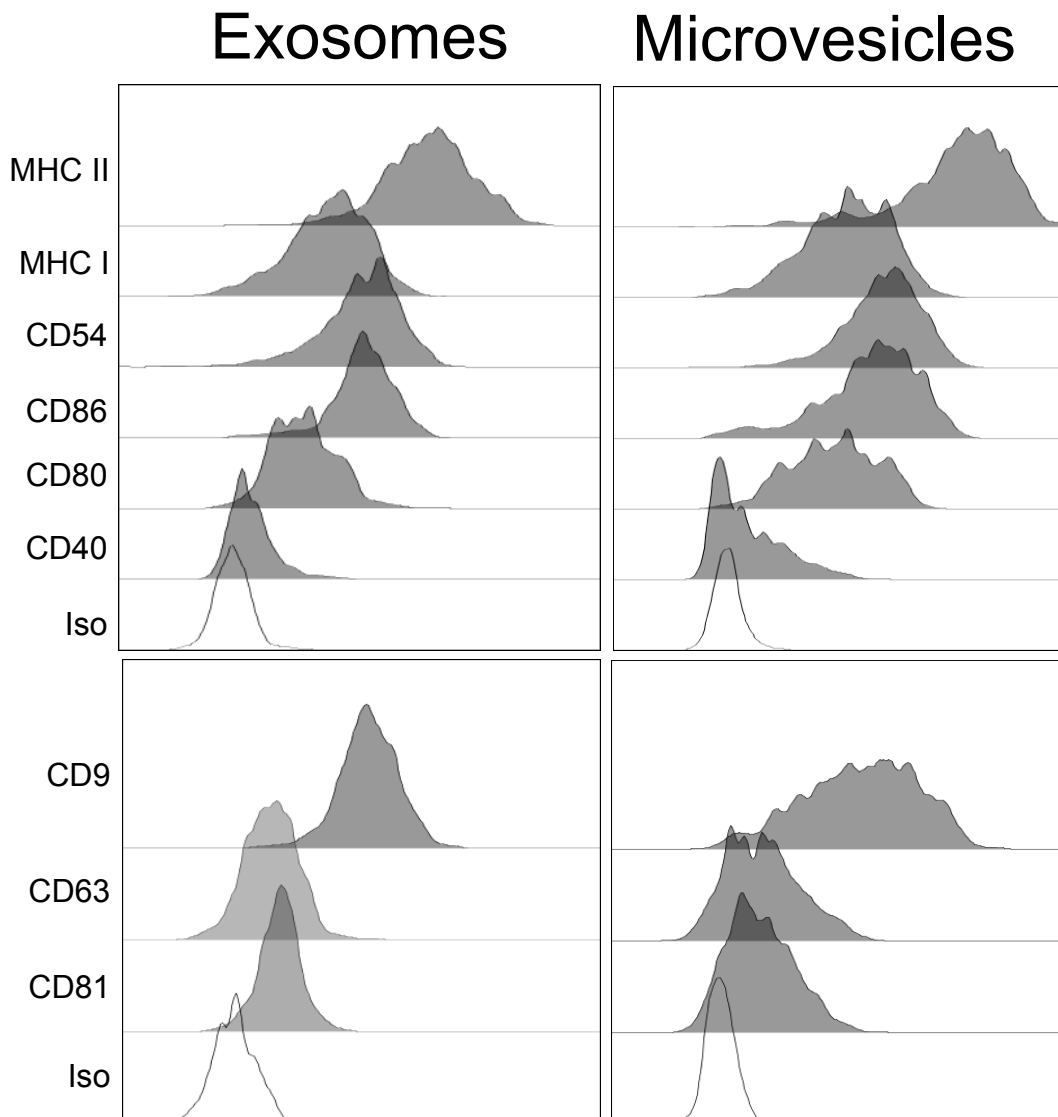 Exosomes Microvesicles
MHC II
MHC I
CD54
CD86
CD80
CD40
Iso
CD9
CD63
CD81
Iso